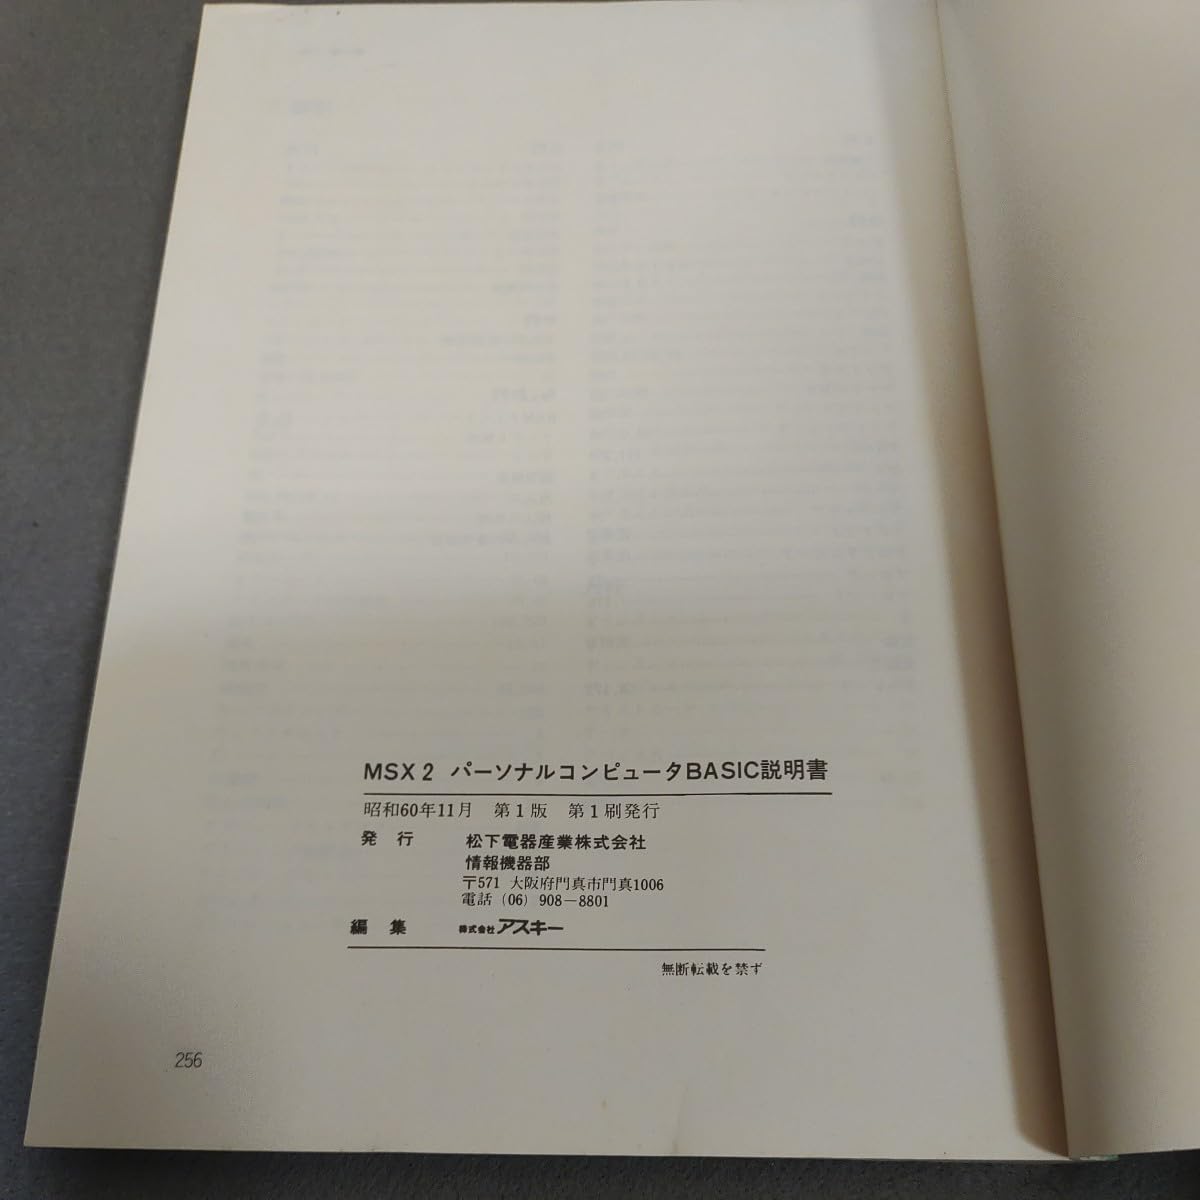 MSX2 パーソナルコンピュータBASIC説明書
昭和60年11月 第1版 第1刷発行
発 行 松下電器産業株式会社
情報機器部
〒571 大阪府門真市門真1006
電話 (06) 908-8801
編 集 株式会社アスキー
無断転載を禁ず
256